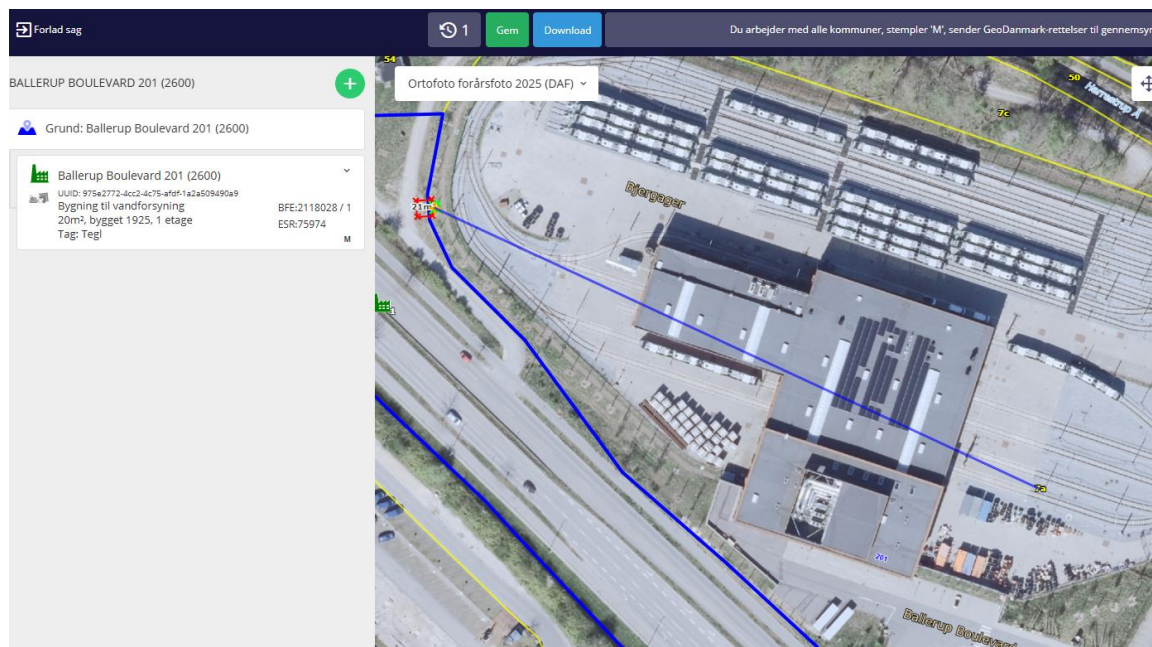 Forlad sag
1
Gem
Download
Du arbejder med alle kommuner, stempler 'M', sender GeoDanmark-rettelser til gennemsyn
BALLERUP BOULEVARD 201 (2600)
Grund: Ballerup Boulevard 201 (2600)
Ballerup Boulevard 201 (2600)
UUID: 975e2772-4cc2-4c75-afdf-1a2a509490a9
Bygning til vandforsyning
20m², bygget 1925, 1 etage
Tag: Tegl
BFE:2118028 / 1
ESR:75974
M
54
Ortofoto forårsfoto 2025 (DAF)
50
Harrestrup Å
7c
Bjergager
21m
1
7a
201
Ballerup Boulevard